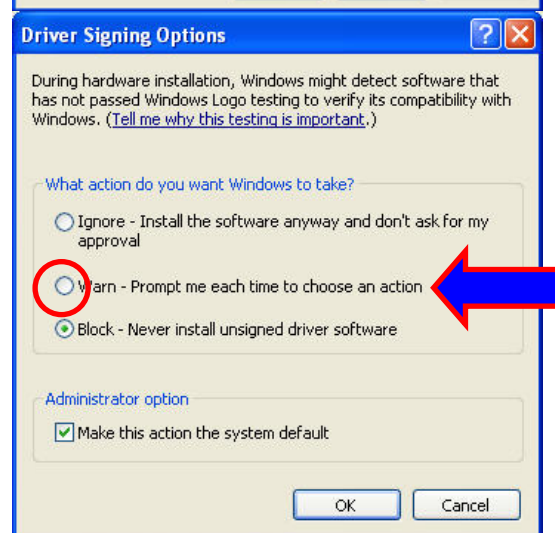 Driver Signing Options
During hardware installation, Windows might detect software that
has not passed Windows Logo testing to verify its compatibility with
Windows. (Tell me why this testing is important.)
What action do you want Windows to take?
Ignore - Install the software anyway and don't ask for my
approval
Warn - Prompt me each time to choose an action
Block - Never install unsigned driver software
Administrator option
Make this action the system default
OK Cancel